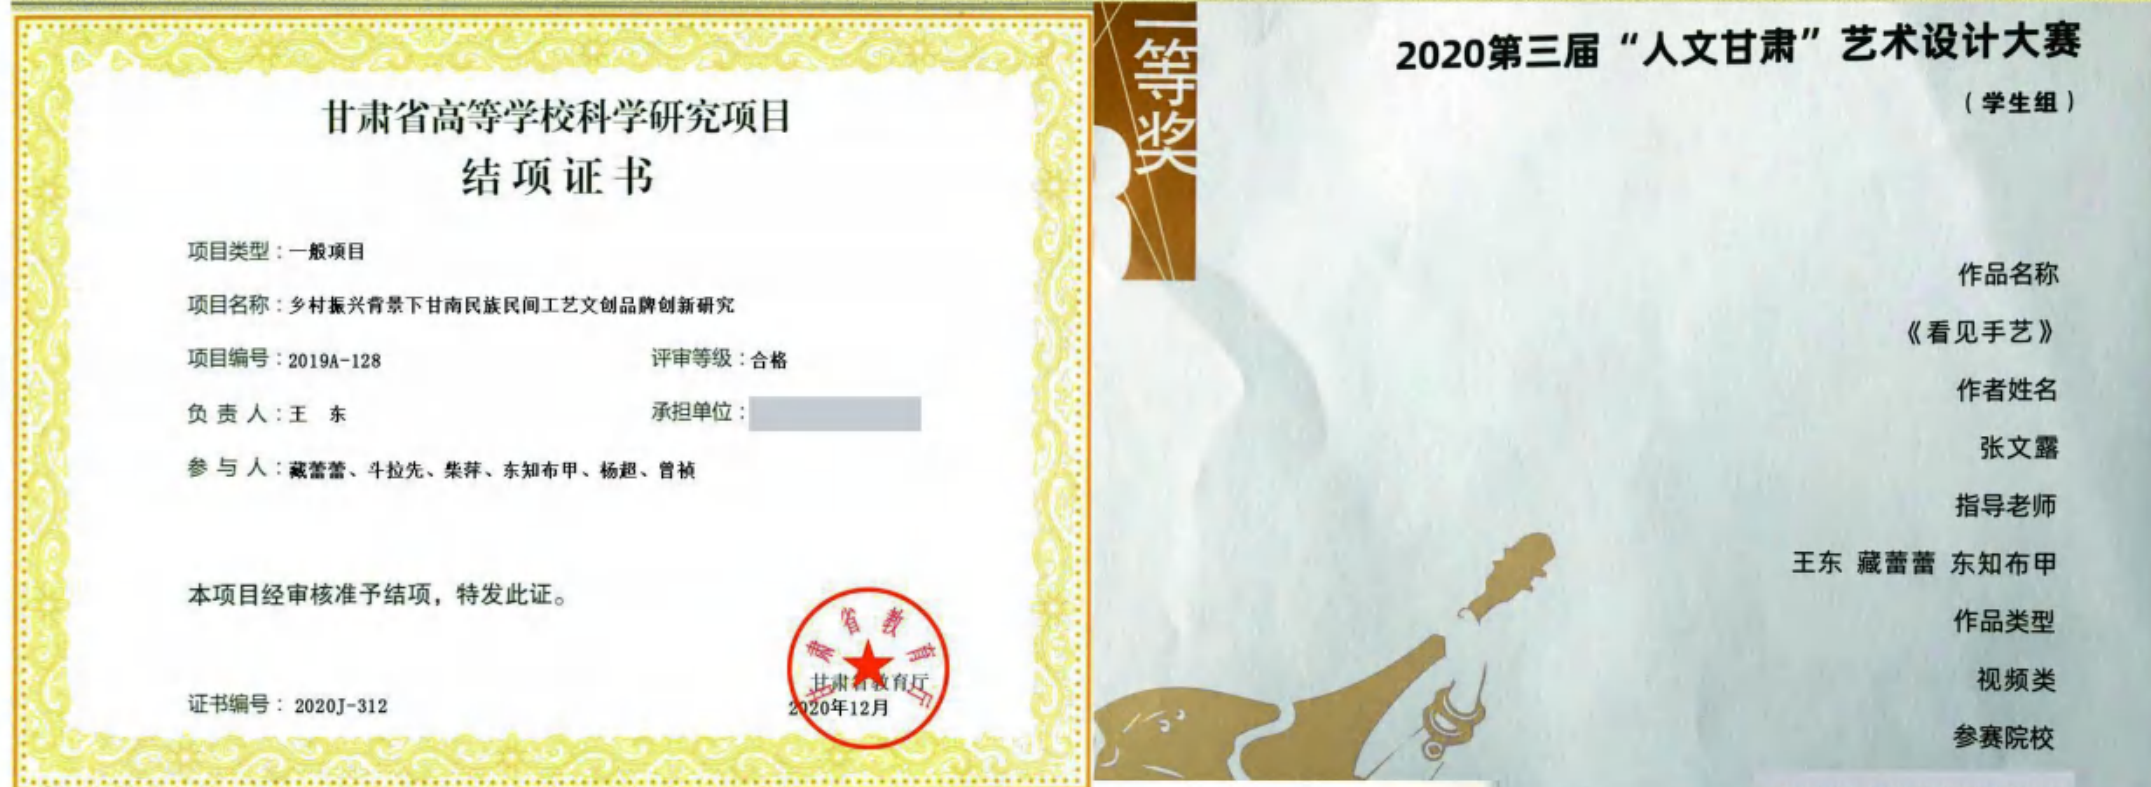 甘肃省高等学校科学研究项目
结项证书
项目类型：一般项目
项目名称：乡村振兴背景下甘南民族民间工艺文创品牌创新研究
项目编号：2019A-128
评审等级：合格
负责人：王 东
承担单位：
参与人：藏蕾蕾、斗拉先、柴萍、东知布甲、杨超、曾祯
本项目经审核准予结项，特发此证。
甘肃省教育厅
甘肃省教育厅
2020年12月
证书编号：2020J-312
一等奖
2020第三届“人文甘肃”艺术设计大赛
（学生组）
作品名称
《看见手艺》
作者姓名
张文露
指导老师
王东 藏蕾蕾 东知布甲
作品类型
视频类
参赛院校